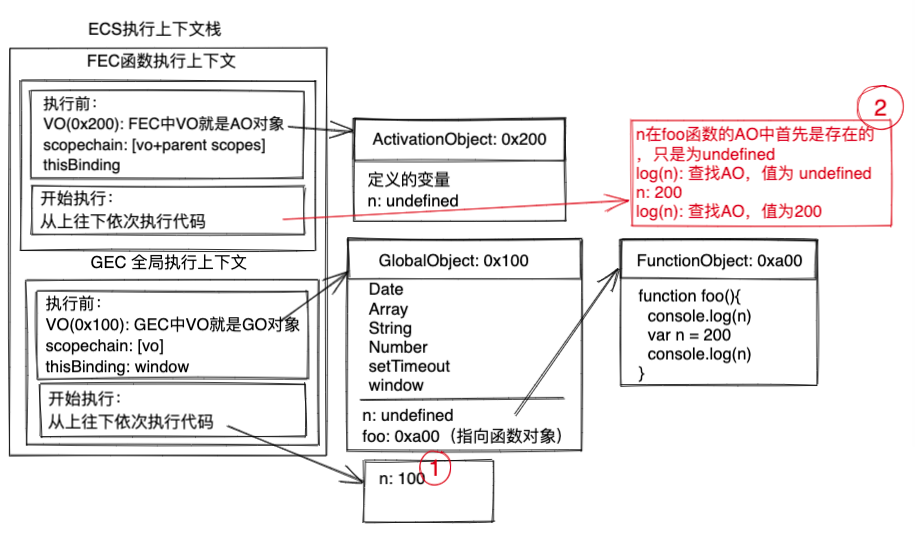 ECS执行上下文栈
FEC函数执行上下文
执行前：
VO(0x200): FEC中VO就是AO对象
scopechain: [vo+parent scopes]
thisBinding
开始执行：
从上往下依次执行代码
ActivationObject: 0x200
定义的变量
n: undefined
2
n在foo函数的AO中首先是存在的
，只是为undefined
log(n): 查找AO，值为 undefined
n: 200
log(n): 查找AO，值为200
GEC 全局执行上下文
执行前：
VO(0x100): GEC中VO就是GO对象
scopechain: [vo]
thisBinding: window
开始执行：
从上往下依次执行代码
GlobalObject: 0x100
Date
Array
String
Number
setTimeout
window
n: undefined
foo: 0xa00（指向函数对象）
FunctionObject: 0xa00
function foo(){
console.log(n)
var n = 200
console.log(n)
}
1
n: 100